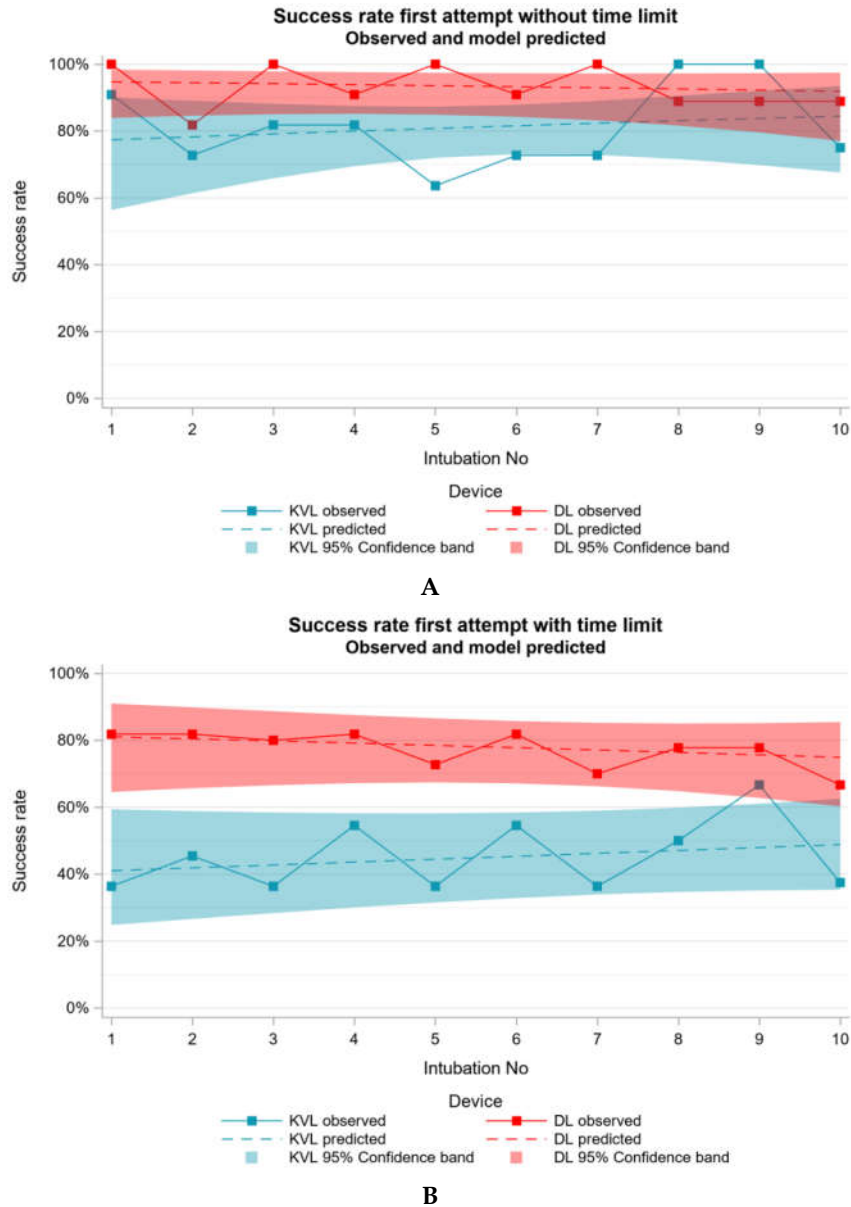 Success rate first attempt without time limit
Observed and model predicted
100%
80%
60%
40%
20%
0%
Success rate
1 2 3 4 5 6 7 8 9 10
Intubation No
Device
KVL observed DL observed
KVL predicted DL predicted
KVL 95% Confidence band DL 95% Confidence band
A
Success rate first attempt with time limit
Observed and model predicted
100%
80%
60%
40%
20%
0%
Success rate
1 2 3 4 5 6 7 8 9 10
Intubation No
Device
KVL observed DL observed
KVL predicted DL predicted
KVL 95% Confidence band DL 95% Confidence band
B